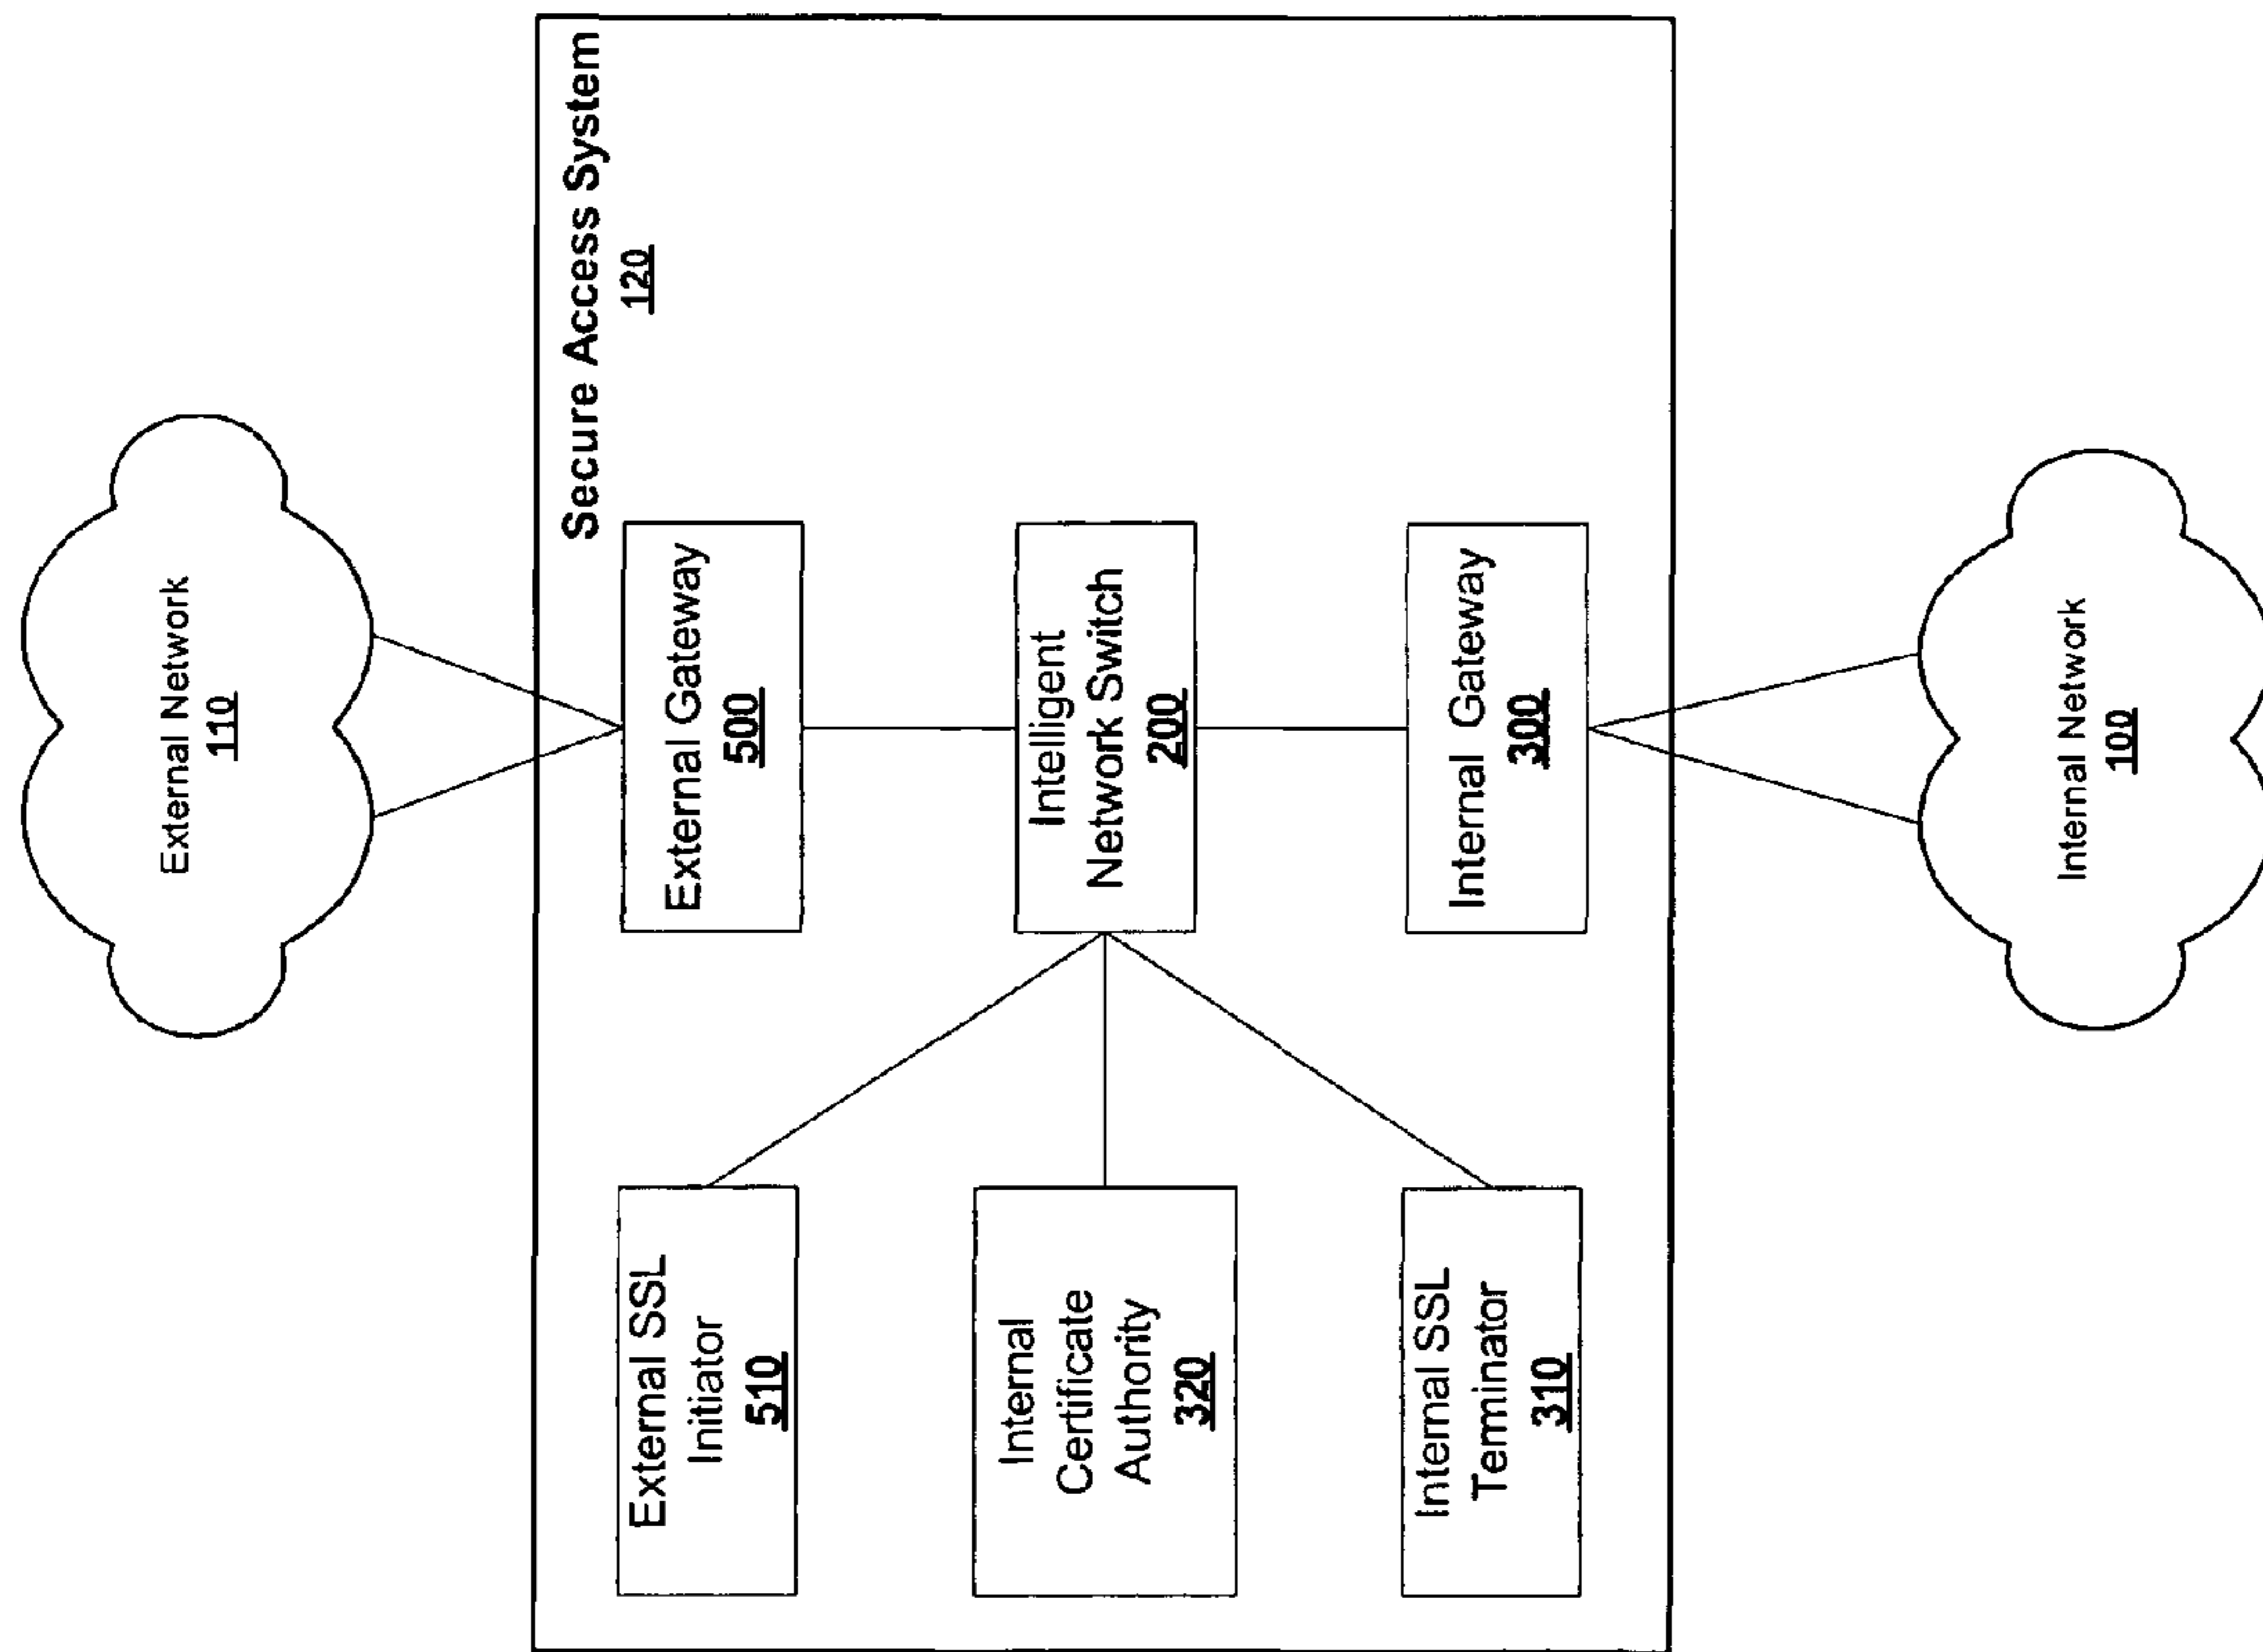 External Network
110
Secure Access System
120
External Gateway
500
Intelligent
Network Switch
200
Internal Gateway
300
External SSL
Initiator
510
Internal
Certificate
Authority
320
Internal SSL
Terminator
310
Internal Network
100